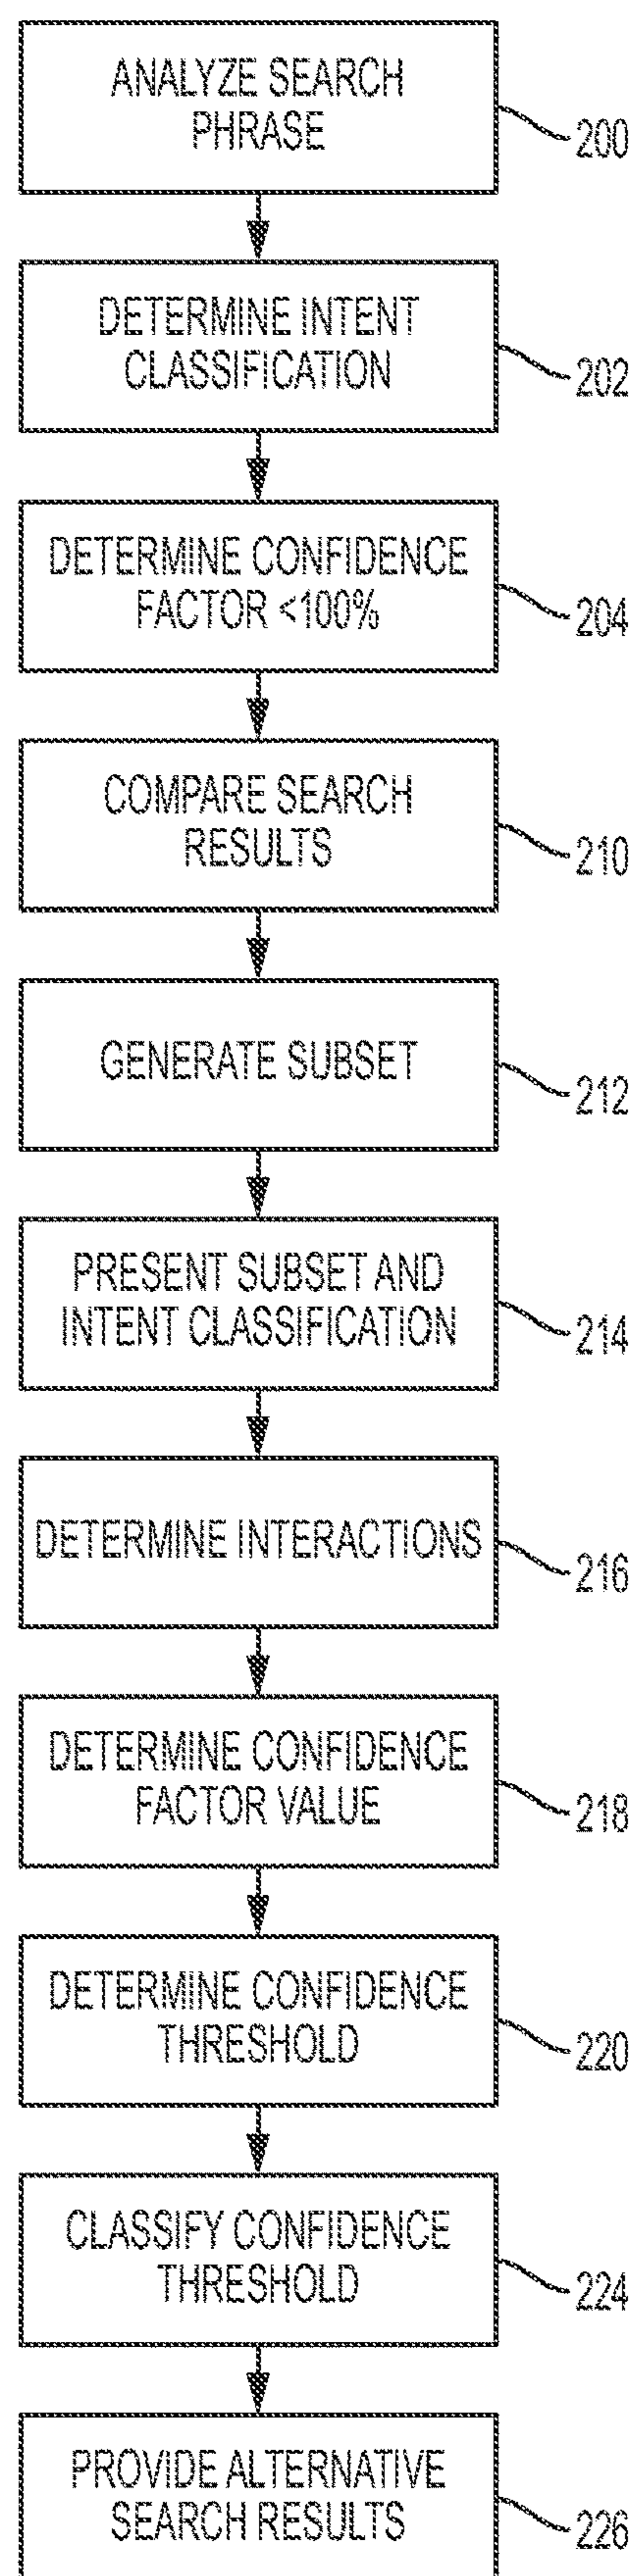 ANALYZE SEARCH
PHRASE
200
DETERMINE INTENT
CLASSIFICATION
202
DETERMINE CONFIDENCE
FACTOR <100%
204
COMPARE SEARCH
RESULTS
210
GENERATE SUBSET
212
PRESENT SUBSET AND
INTENT CLASSIFICATION
214
DETERMINE INTERACTIONS
216
DETERMINE CONFIDENCE
FACTOR VALUE
218
DETERMINE CONFIDENCE
THRESHOLD
220
CLASSIFY CONFIDENCE
THRESHOLD
224
PROVIDE ALTERNATIVE
SEARCH RESULTS
226